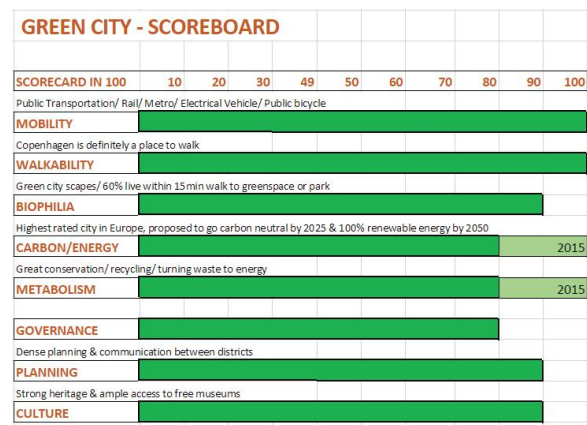 GREEN CITY - SCOREBOARD
SCORECARD IN 100 10 20 30 49 50 60 70 80 90 100
Public Transportation/ Rail/ Metro/ Electrical Vehicle/ Public bicycle
MOBILITY
Copenhagen is definitely a place to walk
WALKABILITY
Green city scapes/ 60% live within 15min walk to greenspace or park
BIOPHILIA
Highest rated city in Europe, proposed to go carbon neutral by 2025 & 100% renewable energy by 2050
CARBON/ENERGY 2015
Great conservation/ recycling/ turning waste to energy
METABOLISM 2015
GOVERNANCE
Dense planning & communication between districts
PLANNING
Strong heritage & ample access to free museums
CULTURE